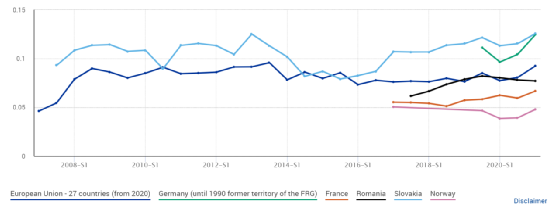 0.15
0.1
0.05
0
2008-S1
2010-S1
2012-S1
2014-S1
2016-S1
2018-S1
2020-S1
European Union - 27 countries (from 2020) Germany (until 1990 former territory of the FRG) France Romania Slovakia Norway
Disclaimer